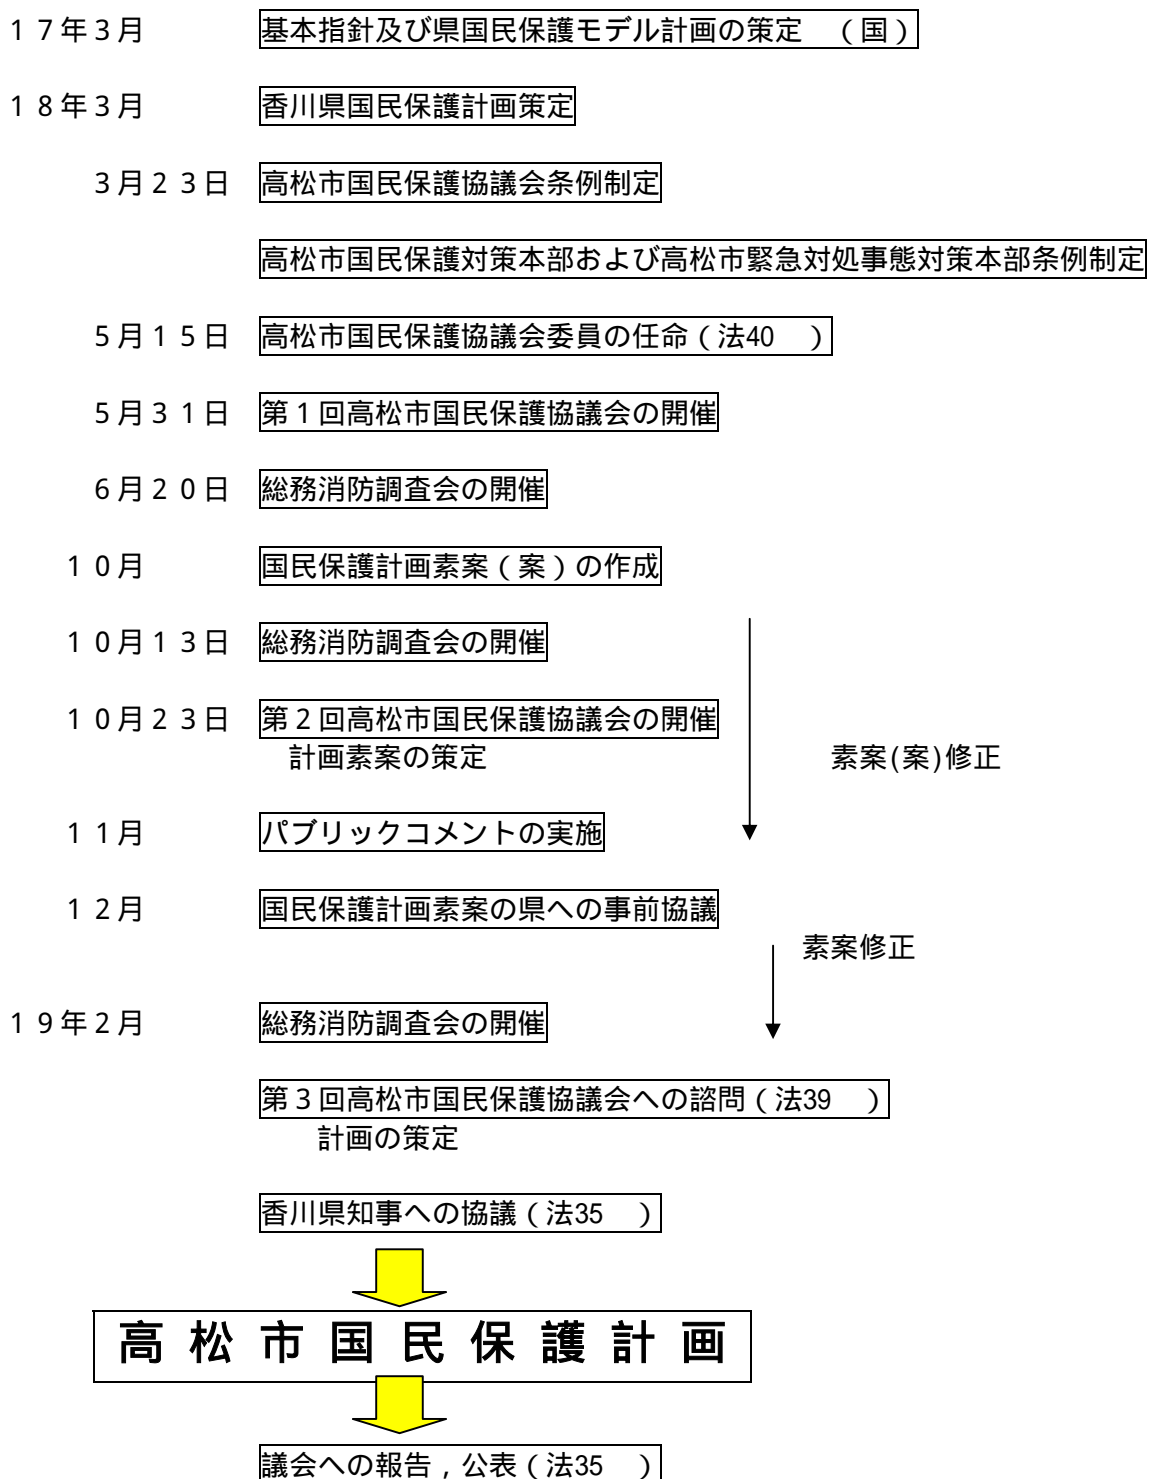 １７年３月　基本指針及び県国民保護モデル計画の策定　（国）
１８年３月　香川県国民保護計画策定
３月２３日　高松市国民保護協議会条例制定
高松市国民保護対策本部および高松市緊急対処事態対策本部条例制定
５月１５日　高松市国民保護協議会委員の任命（法40　）
５月３１日　第１回高松市国民保護協議会の開催
６月２０日　総務消防調査会の開催
１０月　国民保護計画素案（案）の作成
１０月１３日　総務消防調査会の開催
１０月２３日　第２回高松市国民保護協議会の開催
計画素案の策定　素案(案)修正
１１月　パブリックコメントの実施
１２月　国民保護計画素案の県への事前協議
素案修正
１９年２月　総務消防調査会の開催
第３回高松市国民保護協議会への諮問（法39　）
計画の策定
香川県知事への協議（法35　）
高松市国民保護計画
議会への報告，公表（法35　）